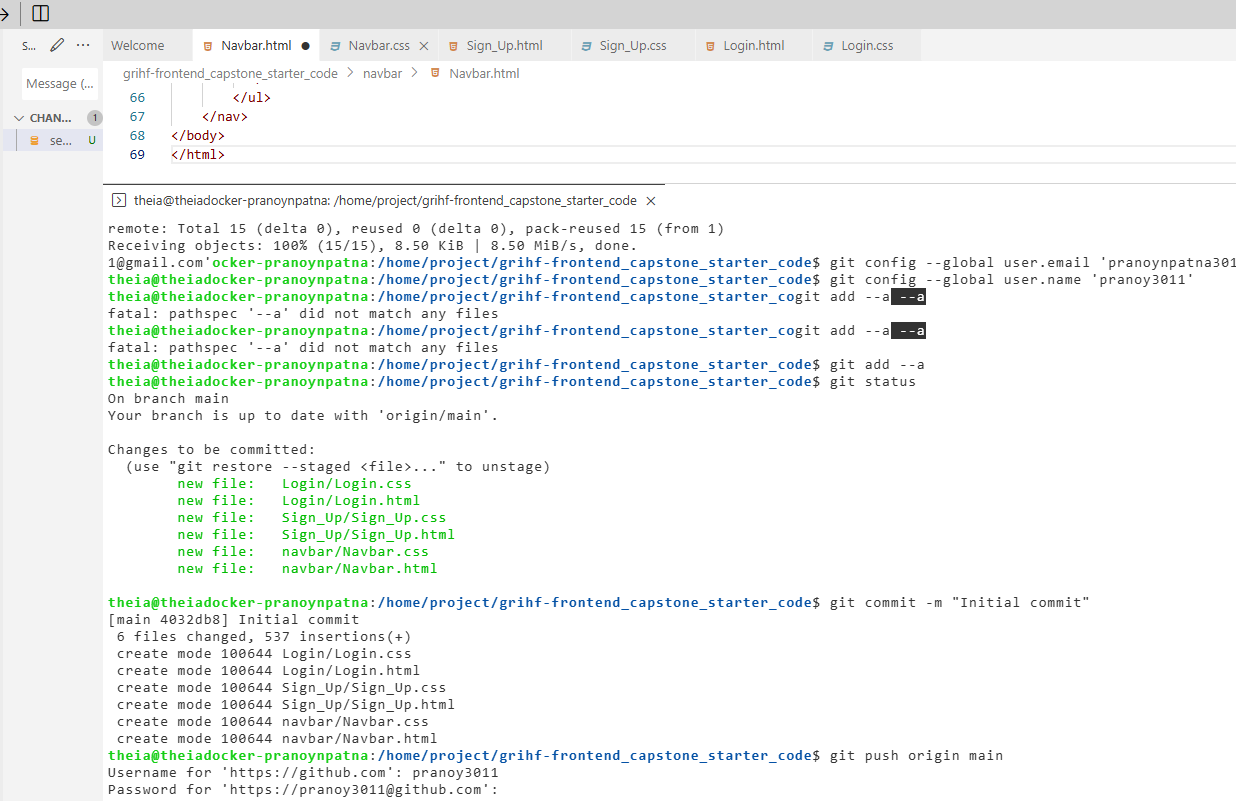 S...
Welcome
Navbar.html
Navbar.css
Sign_Up.html
Sign_Up.css
Login.html
Login.css
Message (...
grihf-frontend_capstone_starter_code > navbar > Navbar.html
66 </ul>
67 </nav>
68 </body>
69 </html>
CHAN... 1
se... U
theia@theiadocker-pranoynpatna: /home/project/grihf-frontend_capstone_starter_code
remote: Total 15 (delta 0), reused 0 (delta 0), pack-reused 15 (from 1)
Receiving objects: 100% (15/15), 8.50 KiB | 8.50 MiB/s, done.
1@gmail.com'ocker-pranoynpatna:/home/project/grihf-frontend_capstone_starter_code$ git config --global user.email 'pranoynpatna301
theia@theiadocker-pranoynpatna:/home/project/grihf-frontend_capstone_starter_code$ git config --global user.name 'pranoy3011'
theia@theiadocker-pranoynpatna:/home/project/grihf-frontend_capstone_starter_cogit add --a --a
fatal: pathspec '--a' did not match any files
theia@theiadocker-pranoynpatna:/home/project/grihf-frontend_capstone_starter_cogit add --a --a
fatal: pathspec '--a' did not match any files
theia@theiadocker-pranoynpatna:/home/project/grihf-frontend_capstone_starter_code$ git add --a
theia@theiadocker-pranoynpatna:/home/project/grihf-frontend_capstone_starter_code$ git status
On branch main
Your branch is up to date with 'origin/main'.
Changes to be committed:
(use "git restore --staged <file>..." to unstage)
new file: Login/Login.css
new file: Login/Login.html
new file: Sign_Up/Sign_Up.css
new file: Sign_Up/Sign_Up.html
new file: navbar/Navbar.css
new file: navbar/Navbar.html
theia@theiadocker-pranoynpatna:/home/project/grihf-frontend_capstone_starter_code$ git commit -m "Initial commit"
[main 4032db8] Initial commit
6 files changed, 537 insertions(+)
create mode 100644 Login/Login.css
create mode 100644 Login/Login.html
create mode 100644 Sign_Up/Sign_Up.css
create mode 100644 Sign_Up/Sign_Up.html
create mode 100644 navbar/Navbar.css
create mode 100644 navbar/Navbar.html
theia@theiadocker-pranoynpatna:/home/project/grihf-frontend_capstone_starter_code$ git push origin main
Username for 'https://github.com': pranoy3011
Password for 'https://pranoy3011@github.com':